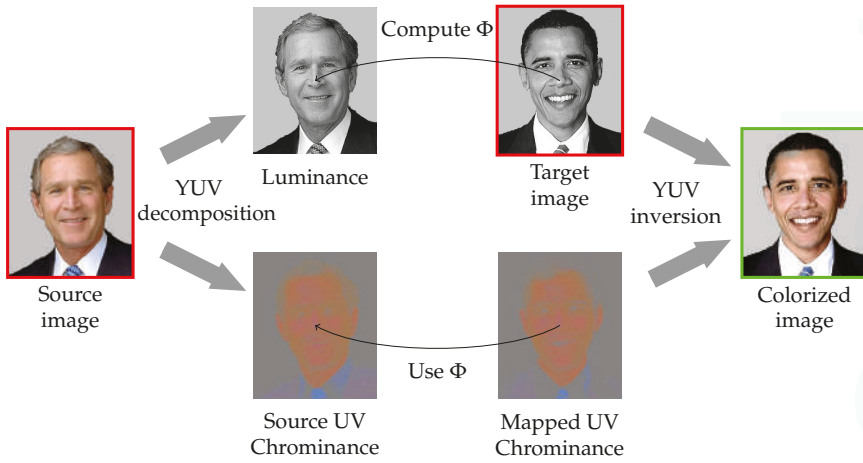 Compute Φ
Luminance
Target
image
YUV
decomposition
YUV
inversion
Source
image
Colorized
image
Use Φ
Source UV
Chrominance
Mapped UV
Chrominance